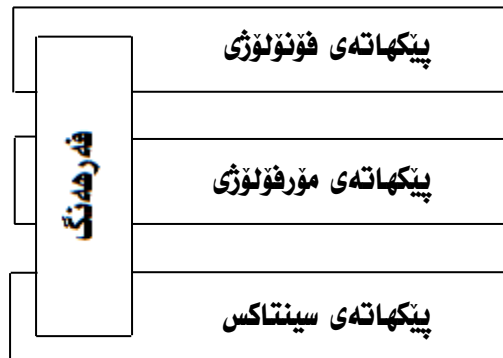 پێکهاتەی فۆنۆلۆژی
فەرهەنگ
پێکهاتەی مۆرفۆلۆژی
پێکهاتەی سینتاکس